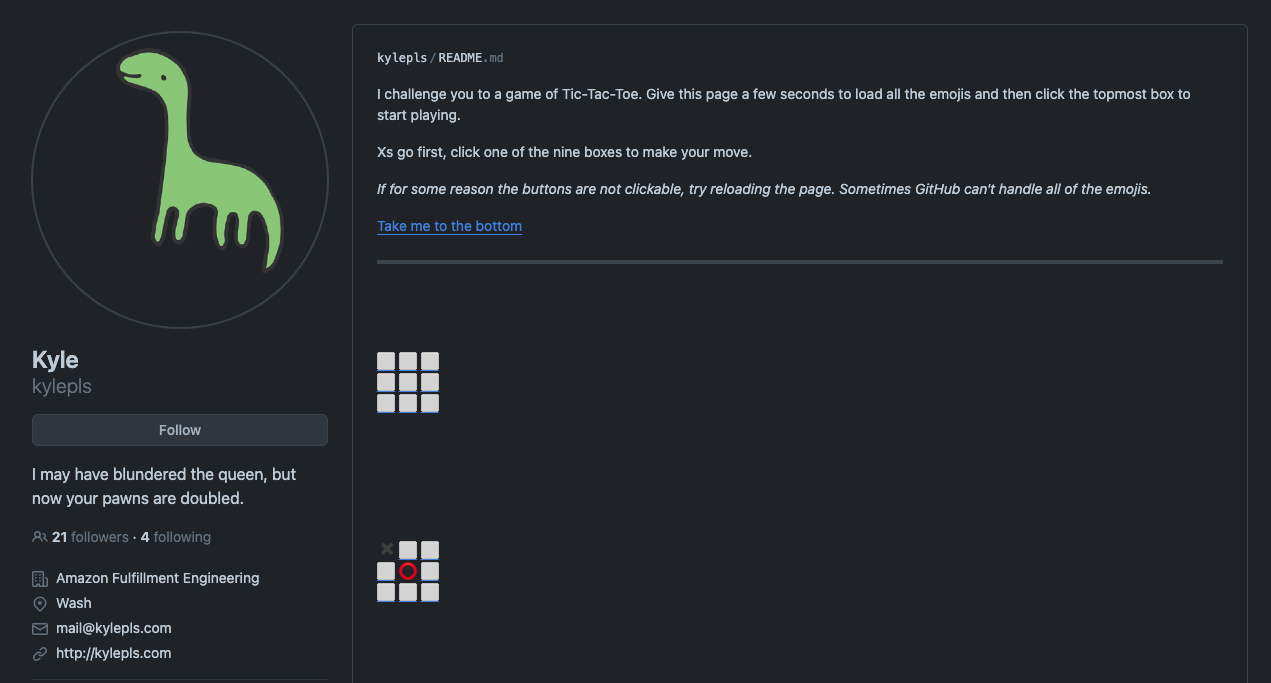 Kyle
kylepls
Follow
I may have blundered the queen, but
now your pawns are doubled.
21 followers · 4 following
Amazon Fulfillment Engineering
Wash
mail@kylepls.com
http://kylepls.com
kylepls/README.md
I challenge you to a game of Tic-Tac-Toe. Give this page a few seconds to load all the emojis and then click the topmost box to
start playing.
Xs go first, click one of the nine boxes to make your move.
If for some reason the buttons are not clickable, try reloading the page. Sometimes GitHub can't handle all of the emojis.
Take me to the bottom